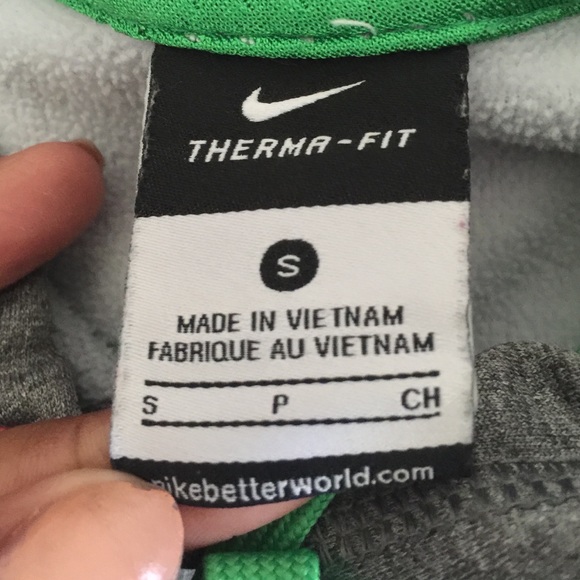 THERMA-FIT
S
MADE IN VIETNAM
FABRIQUE AU VIETNAM
S P CH
nikebetterworld.com